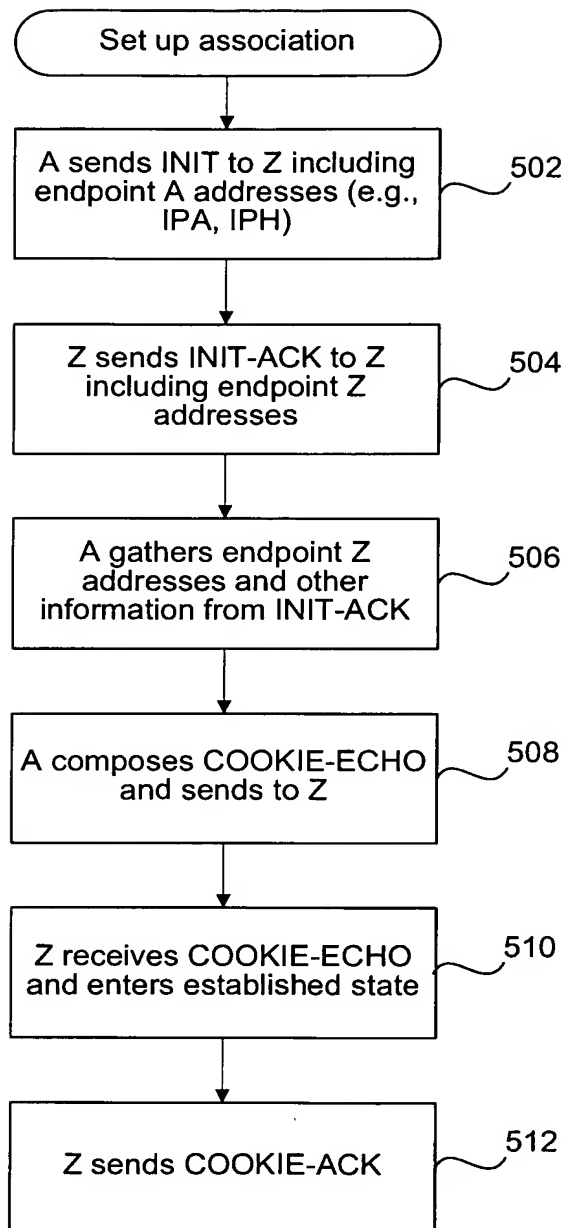 Set up association
A sends INIT to Z including
endpoint A addresses (e.g.,
IPA, IPH)
502
Z sends INIT-ACK to Z
including endpoint Z
addresses
504
A gathers endpoint Z
addresses and other
information from INIT-ACK
506
A composes COOKIE-ECHO
and sends to Z
508
Z receives COOKIE-ECHO
and enters established state
510
Z sends COOKIE-ACK
512